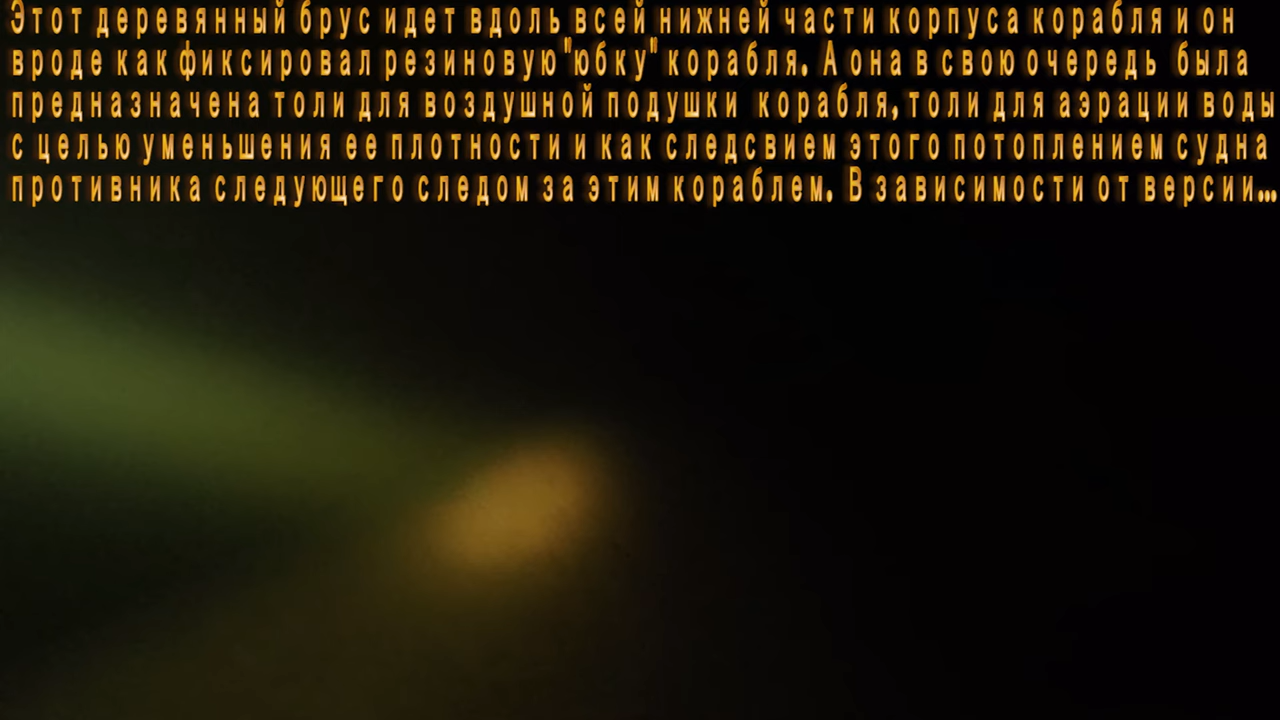 Этот деревянный брус идет вдоль всей нижней части корпуса корабля и он
вроде как фиксировал резиновую "юбку" корабля. А она в свою очередь была
предназначена толи для воздушной подушки корабля, толи для аэрации воды
с целью уменьшения ее плотности и как следсвием этого потоплением судна
противника следующего следом за этим кораблем. В зависимости от версии...